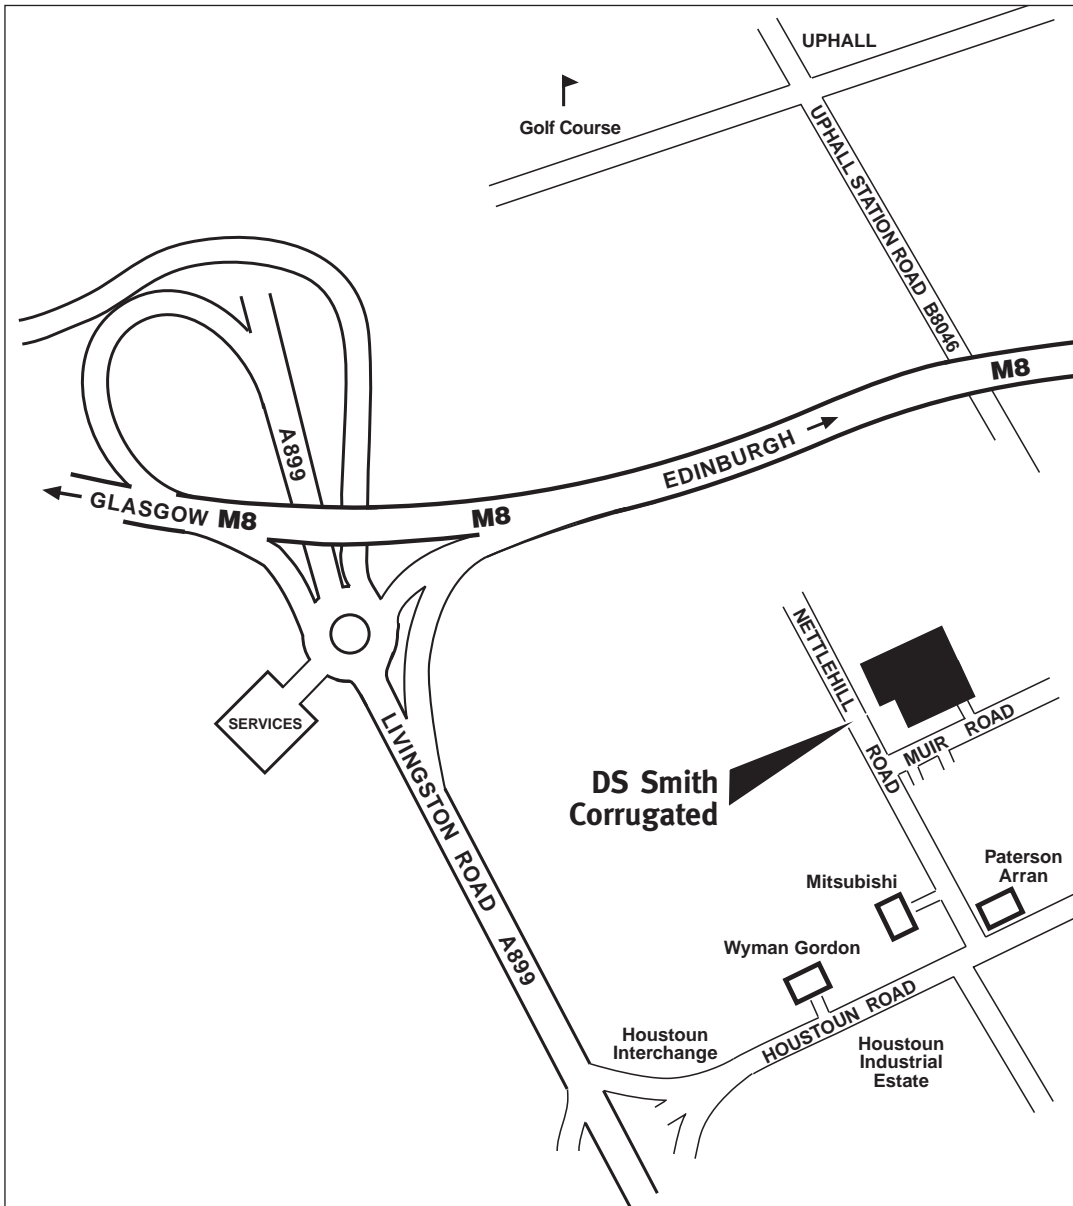 UPHALL
Golf Course
UPHALL STATION ROAD B8046
M8
EDINBURGH
A899
GLASGOW M8
M8
NETTLEHILL ROAD
SERVICES
MUIR ROAD
LIVINGSTON ROAD A899
DS Smith
Corrugated
Paterson
Arran
Mitsubishi
Wyman Gordon
HOUSTOUN ROAD
Houstoun
Interchange
Houstoun
Industrial
Estate